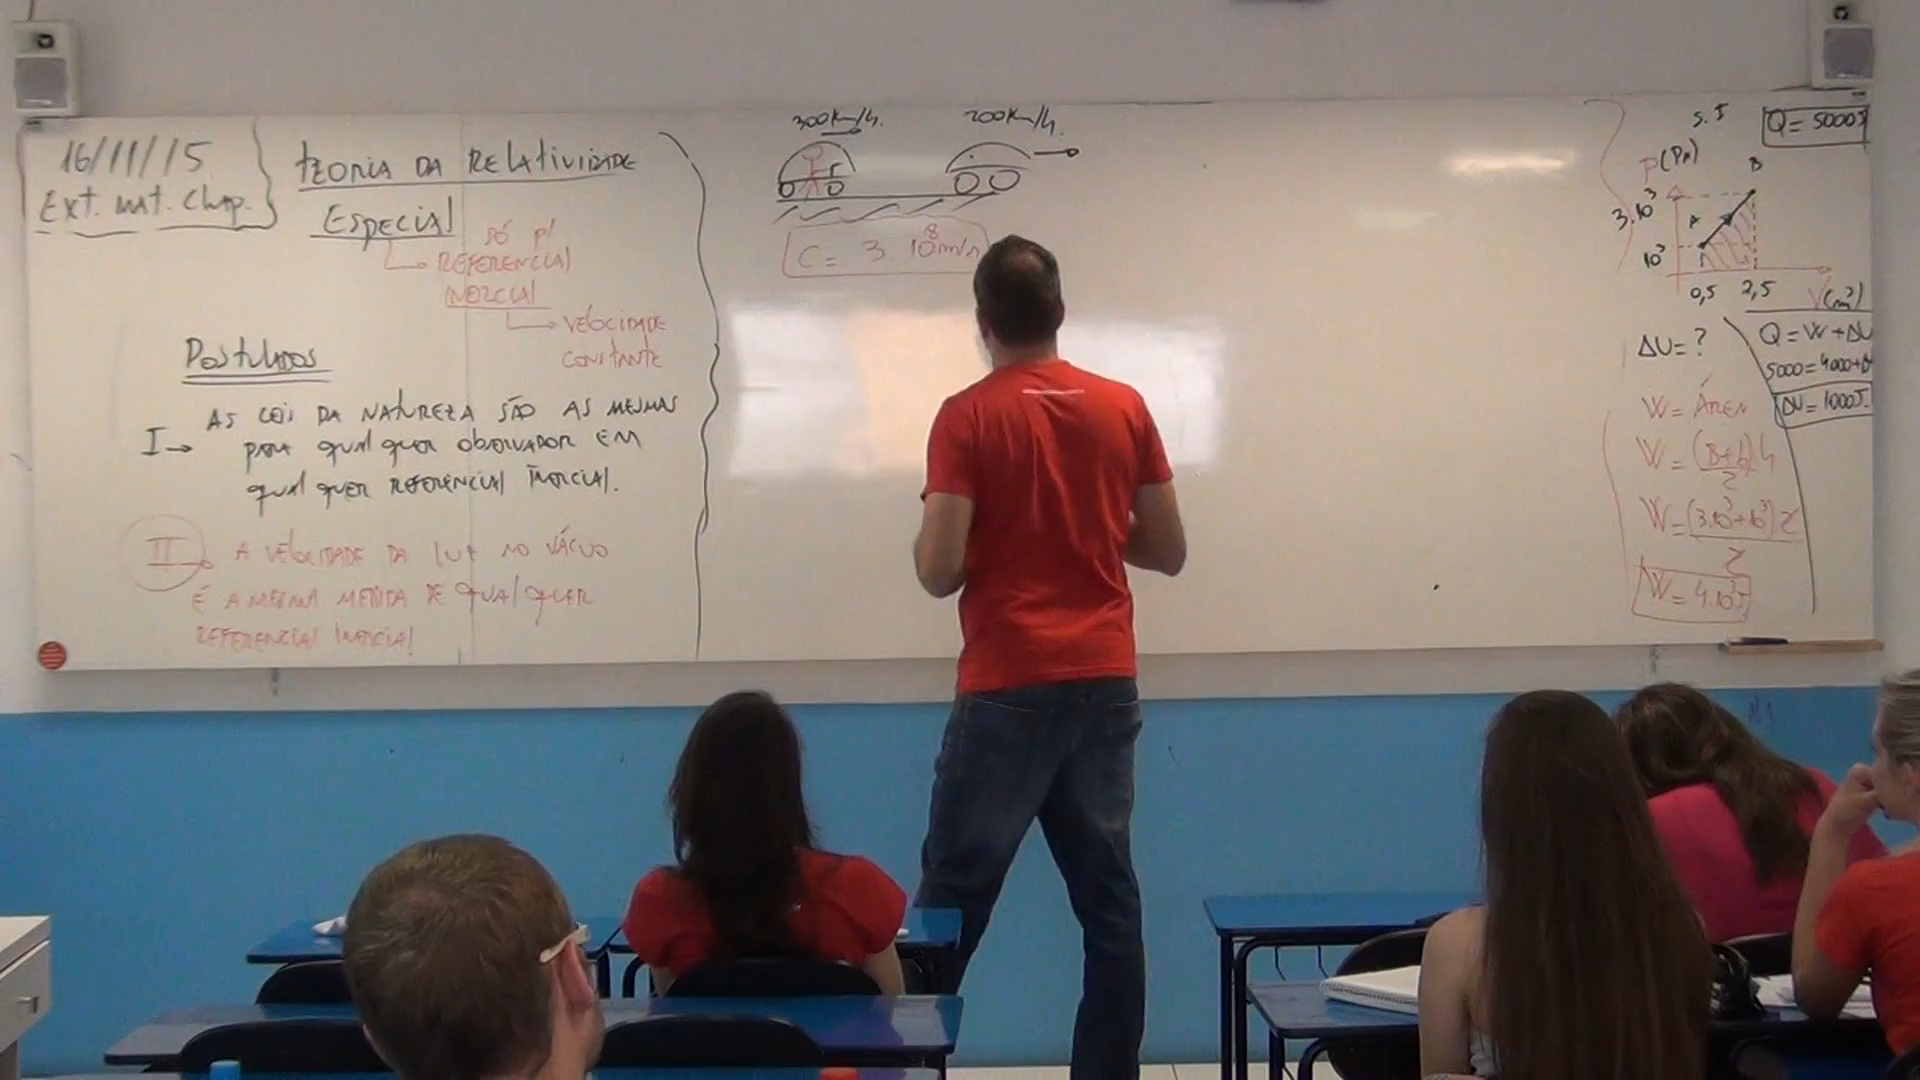 16/11/15
Ext. mat. Chap.
TEORIA DA RELATIVIDADE
ESPECIAL
SÓ P/
REFERENCIAL
INERCIAL
VELOCIDADE
CONSTANTE
POSTULADOS
I→ AS LEIS DA NATUREZA SÃO AS MESMAS
PARA QUALQUER OBSERVADOR EM
QUALQUER REFERENCIAL INERCIAL.
II→ A VELOCIDADE DA LUZ NO VÁCUO
É A MESMA MEDIDA DE QUALQUER
REFERENCIAL INERCIAL
300Km/h.
200Km/h.
C = 3.10⁸m/s
S.J
Q = 5000J
P(Pa)
B
3.10³
A
10³
0,5 2,5 V(m³)
ΔU = ?
W = ÁREA
W = (B+b).h
2
W = (3.10³+10³).2
2
W = 4.10³J
Q = W + ΔU
5000 = 4000+Δ
ΔU = 1000J.